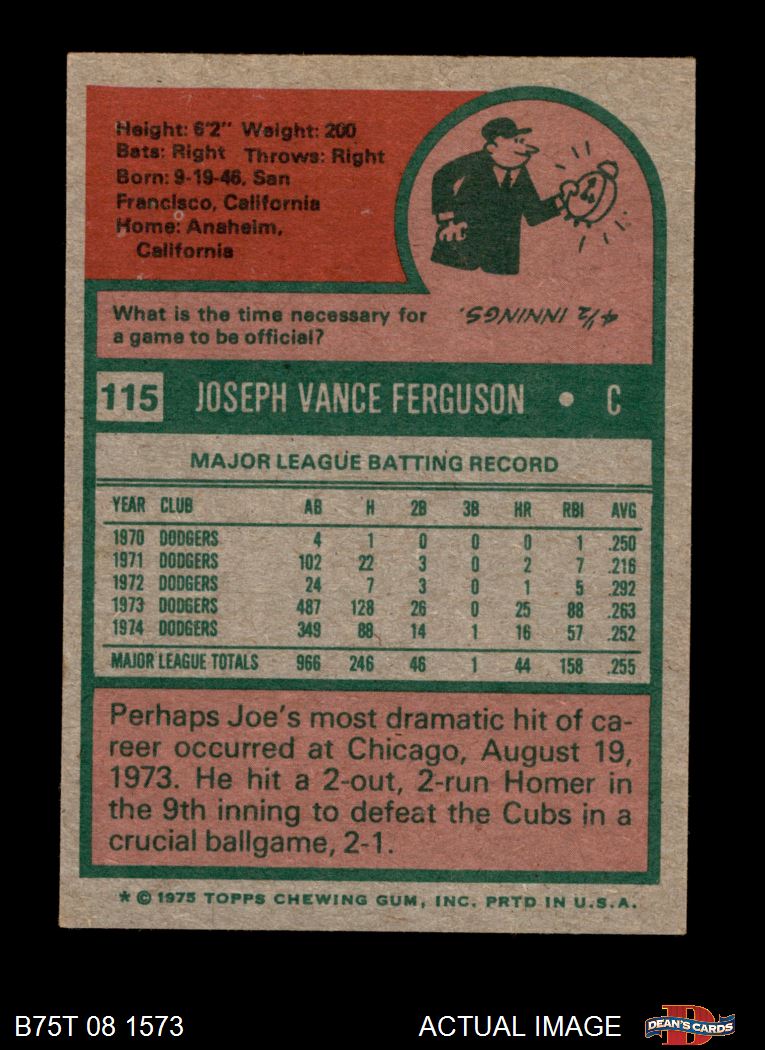 Height: 6'2" Weight: 200
Bats: Right Throws: Right
Born: 9-19-46, San
Francisco, California
Home: Anaheim,
California
What is the time necessary for
a game to be official?
4½ INNINGS.
115 JOSEPH VANCE FERGUSON • C
MAJOR LEAGUE BATTING RECORD
YEAR CLUB AB H 2B 3B HR RBI AVG
1970 DODGERS 4 1 0 0 0 1 .250
1971 DODGERS 102 22 3 0 2 7 .216
1972 DODGERS 24 7 3 0 1 5 .292
1973 DODGERS 487 128 26 0 25 88 .263
1974 DODGERS 349 88 14 1 16 57 .252
MAJOR LEAGUE TOTALS 966 246 46 1 44 158 .255
Perhaps Joe's most dramatic hit of ca-
reer occurred at Chicago, August 19,
1973. He hit a 2-out, 2-run Homer in
the 9th inning to defeat the Cubs in a
crucial ballgame, 2-1.
* © 1975 TOPPS CHEWING GUM, INC. PRTD IN U.S.A.
B75T 08 1573 ACTUAL IMAGE D DEAN'S CARDS